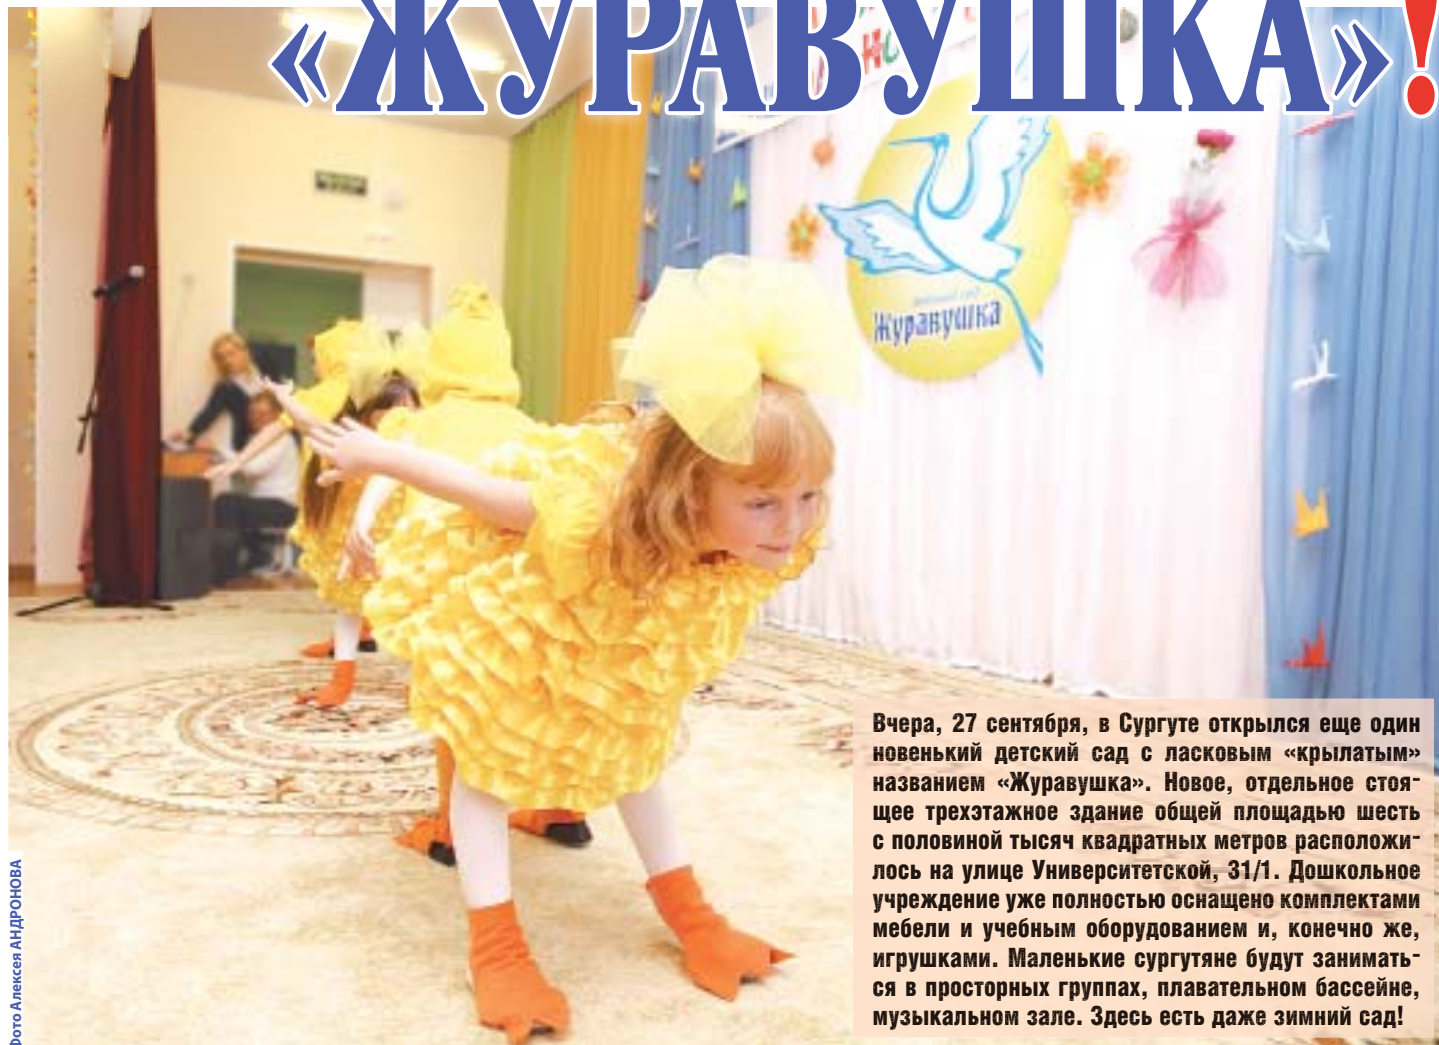 «ЖУРАВУШКА»!
детский сад
Журавушка
Вчера, 27 сентября, в Сургуте открылся еще один
новенький детский сад с ласковым «крылатым»
названием «Журавушка». Новое, отдельное стоя-
щее трехэтажное здание общей площадью шесть
с половиной тысяч квадратных метров расположи-
лось на улице Университетской, 31/1. Дошкольное
учреждение уже полностью оснащено комплектами
мебели и учебным оборудованием и, конечно же,
игрушками. Маленькие сургутяне будут занимать-
ся в просторных группах, плавательном бассейне,
музыкальном зале. Здесь есть даже зимний сад!
Фото Алексея АНДРОНОВА